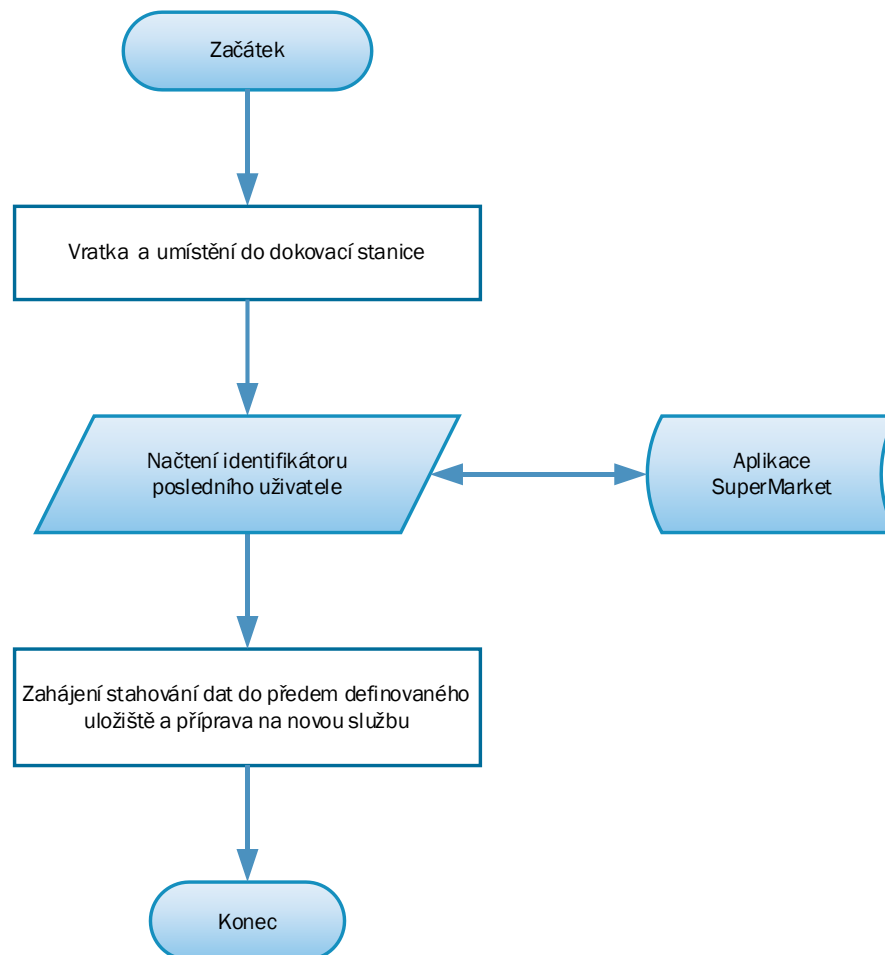 Začátek
Vratka a umístění do dokovací stanice
Načtení identifikátoru
posledního uživatele
Aplikace
SuperMarket
Zahájení stahování dat do předem definovaného
uložiště a příprava na novou službu
Konec